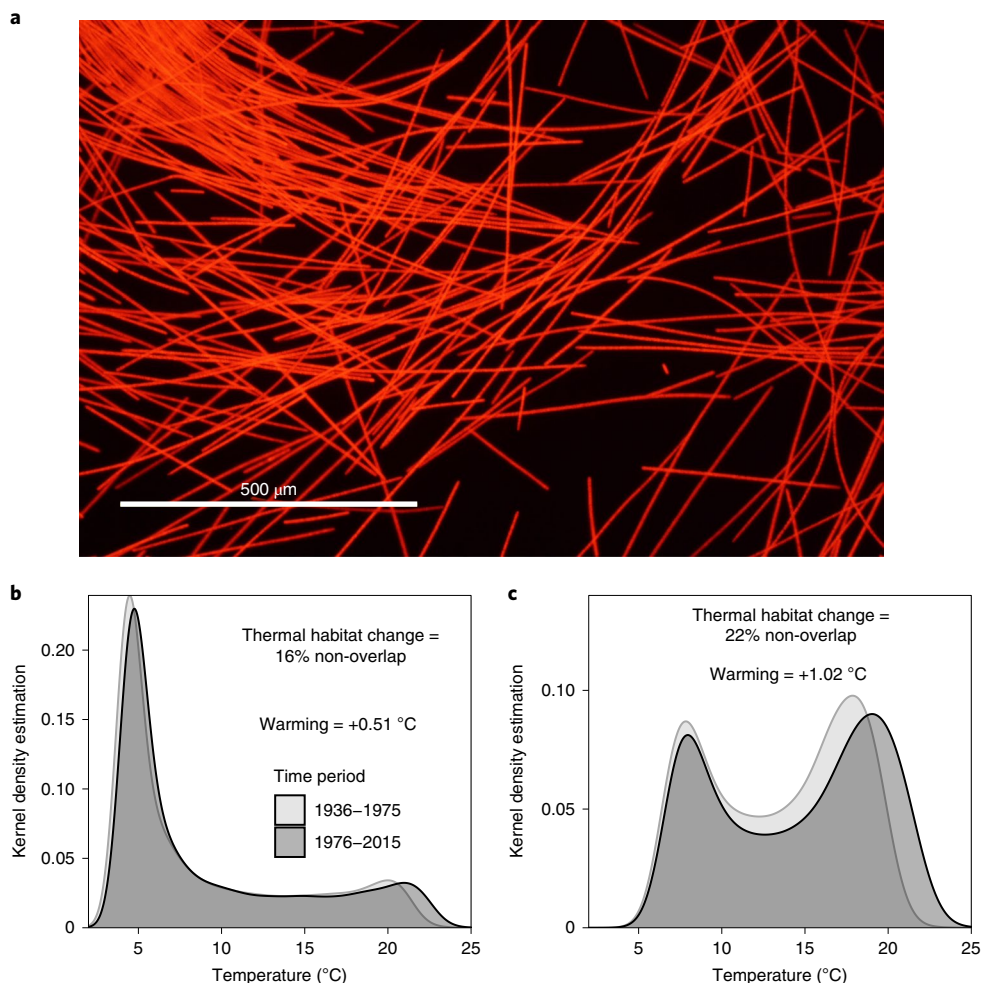 a
500 μm
b
Kernel density estimation
0.20
0.15
0.10
0.05
0
5
10
15
20
25
Temperature (°C)
Thermal habitat change =
16% non-overlap
Warming = +0.51 °C
Time period
1936–1975
1976–2015
c
Kernel density estimation
0.10
0.05
0
5
10
15
20
25
Temperature (°C)
Thermal habitat change =
22% non-overlap
Warming = +1.02 °C